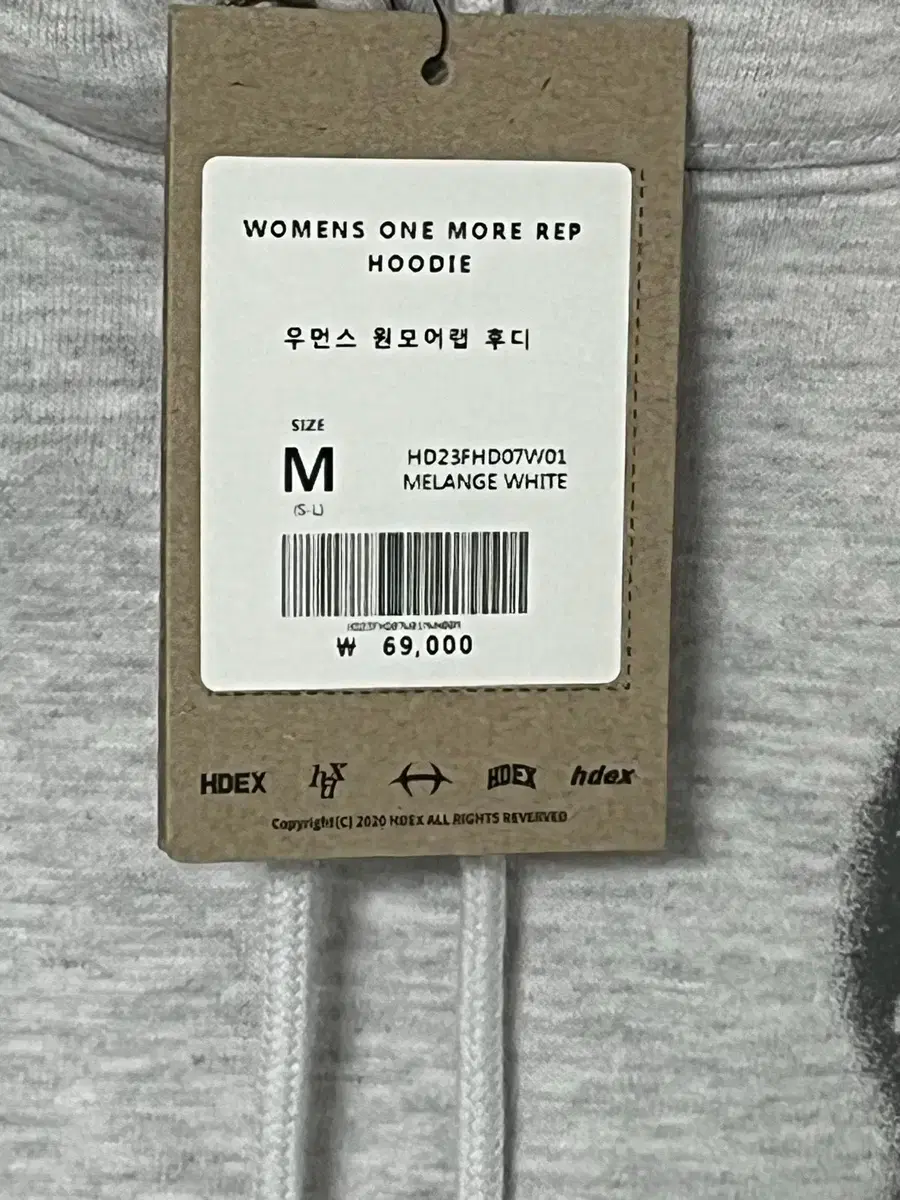 WOMENS ONE MORE REP
HOODIE
우먼스 원모어랩 후디
SIZE
M
(S-L)
HD23FHD07W01
MELANGE WHITE
₩ 69,000
HDEX
hdex
HDEX
hdex
Copyright(C) 2020 HDEX ALL RIGHTS REVERVED